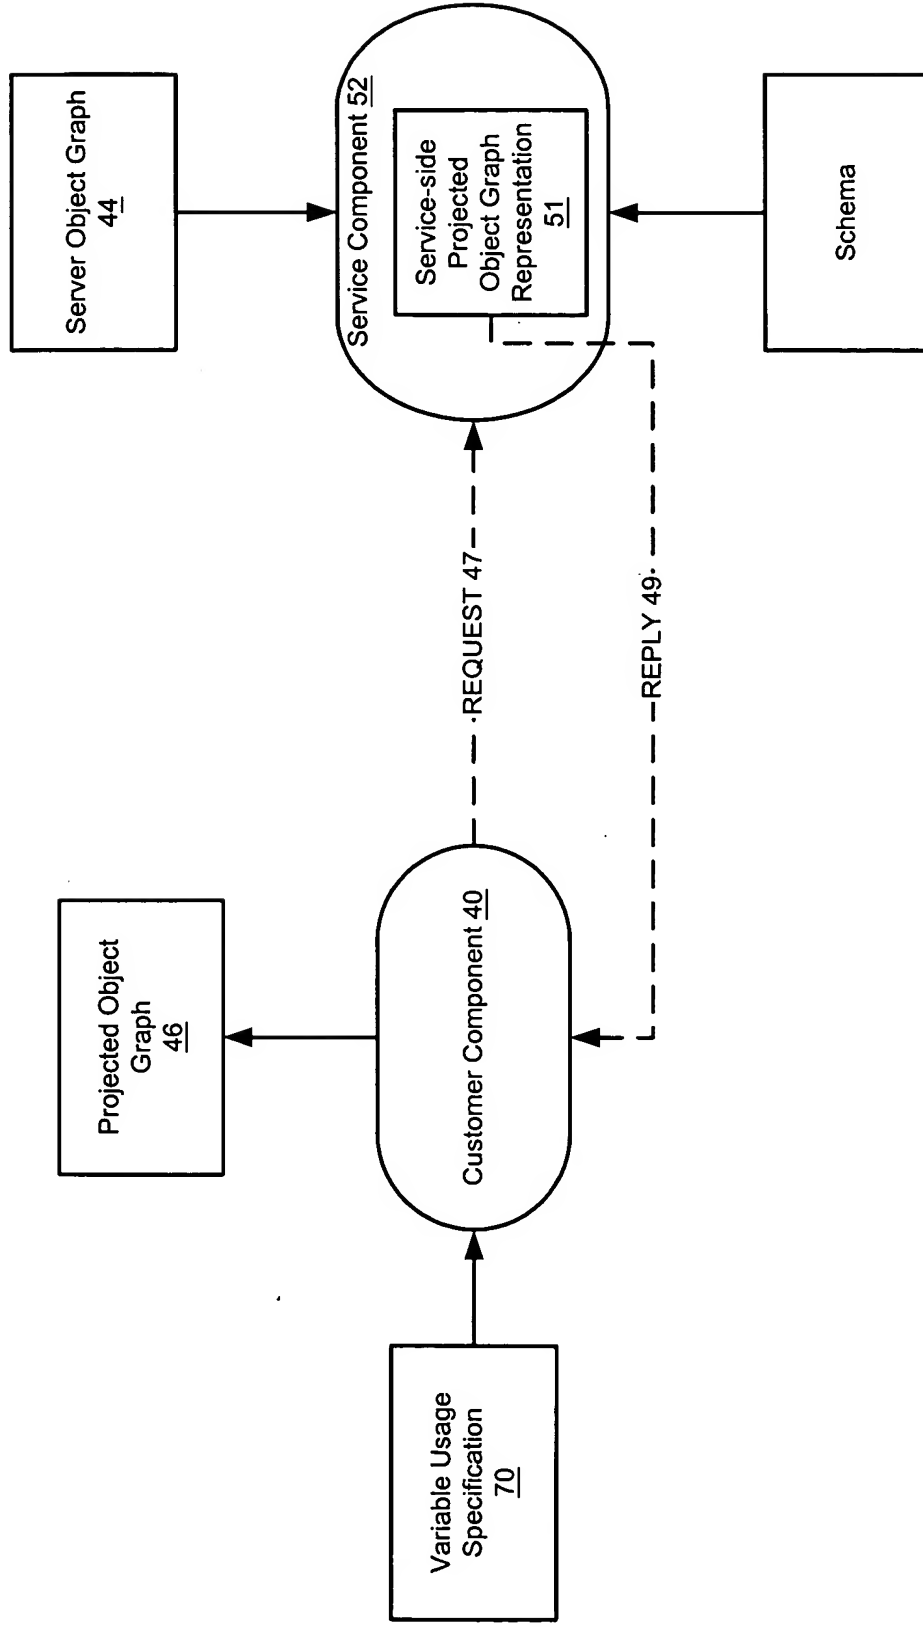 Server Object Graph
44
Service Component 52
Service-side
Projected
Object Graph
Representation
51
Schema
REQUEST 47
REPLY 49
Projected Object
Graph
46
Customer Component 40
Variable Usage
Specification
70